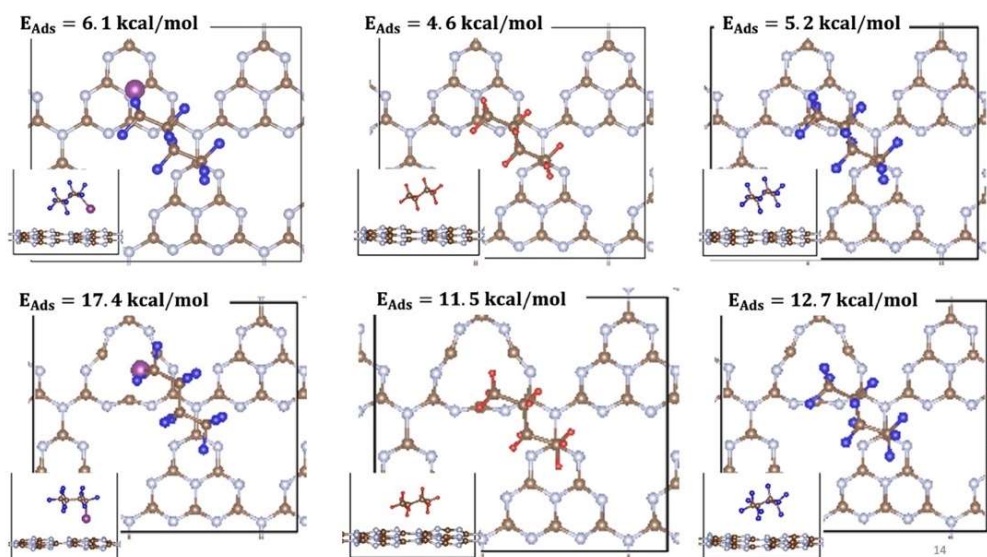 E_Ads = 6.1 kcal/mol
E_Ads = 4.6 kcal/mol
E_Ads = 5.2 kcal/mol
E_Ads = 17.4 kcal/mol
E_Ads = 11.5 kcal/mol
E_Ads = 12.7 kcal/mol
14